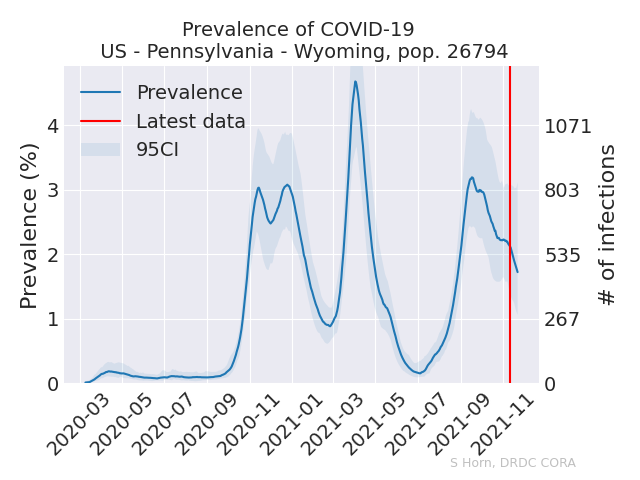 Prevalence of COVID-19
US - Pennsylvania - Wyoming, pop. 26794
Prevalence
Latest data
95CI
Prevalence (%)
4
3
2
1
0
1071
803
535
267
0
# of infections
2020-03
2020-05
2020-07
2020-09
2020-11
2021-01
2021-03
2021-05
2021-07
2021-09
2021-11
S Horn, DRDC CORA